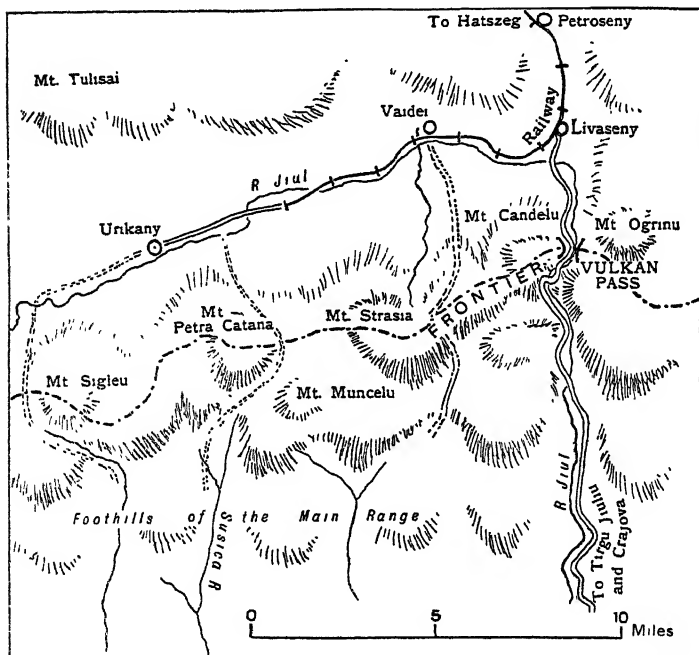 To Hatszeg
Petroseny
Mt. Tulisai
Vaidei
Railway
Livaseny
R Jiul
Urikany
Mt Candelu
Mt Ogrinu
VULKAN
PASS
FRONTIER
Mt
Petra Catana
Mt. Strasia
Mt Sigleu
Mt. Muncelu
Foothills of the Main Range
Susica R
R Jiul
To Tirgu Jiulu
and Crajova
0 5 10
Miles